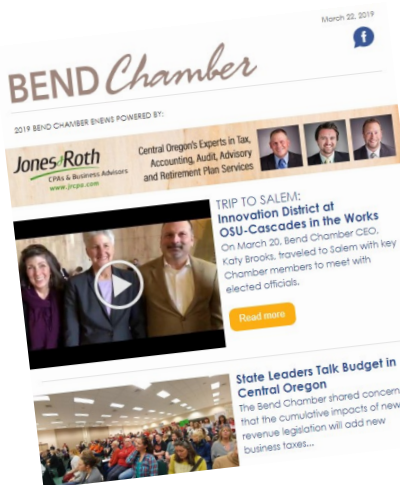 March 22, 2019
f
BEND Chamber
2019 BEND CHAMBER ENEWS POWERED BY:
Jones&Roth
CPAs & Business Advisors
www.jrcpa.com
Central Oregon's Experts in Tax,
Accounting, Audit, Advisory
and Retirement Plan Services
TRIP TO SALEM:
Innovation District at
OSU-Cascades in the Works
On March 20, Bend Chamber CEO,
Katy Brooks, traveled to Salem with key
Chamber members to meet with
elected officials.
Read more
State Leaders Talk Budget in
Central Oregon
The Bend Chamber shared concern
that the cumulative impacts of new
revenue legislation will add new
business taxes...